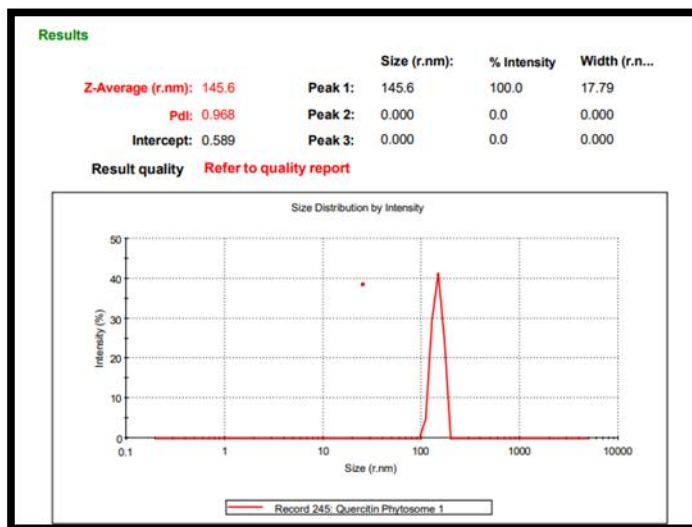 Results
Size (r.nm): % Intensity Width (r.n...
Z-Average (r.nm): 145.6 Peak 1: 145.6 100.0 17.79
PdI: 0.968 Peak 2: 0.000 0.0 0.000
Intercept: 0.589 Peak 3: 0.000 0.0 0.000
Result quality Refer to quality report
Size Distribution by Intensity
50
40
30
20
10
0
Intensity (%)
0.1 1 10 100 1000 10000
Size (r.nm)
Record 245: Quercitin Phytosome 1